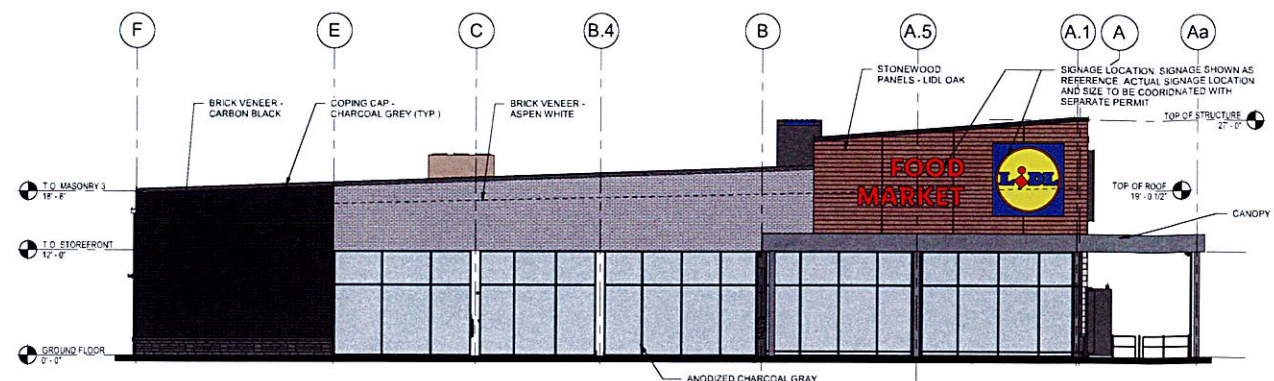 F
E
C
B.4
B
A.5
A.1
A
Aa
BRICK VENEER -
CARBON BLACK
COPING CAP -
CHARCOAL GREY (TYP.)
BRICK VENEER -
ASPEN WHITE
STONEWOOD
PANELS - LIDL OAK
SIGNAGE LOCATION. SIGNAGE SHOWN AS
REFERENCE. ACTUAL SIGNAGE LOCATION
AND SIZE TO BE COORDNATED WITH
SEPARATE PERMIT
TOP OF STRUCTURE
27' - 0"
T.O. MASONRY 3
18' - 6"
FOOD
MARKET
LIDL
TOP OF ROOF
19' - 0 1/2"
CANOPY
T.O. STOREFRONT
12' - 0"
GROUND FLOOR
0' - 0"
ANODIZED CHARCOAL GRAY